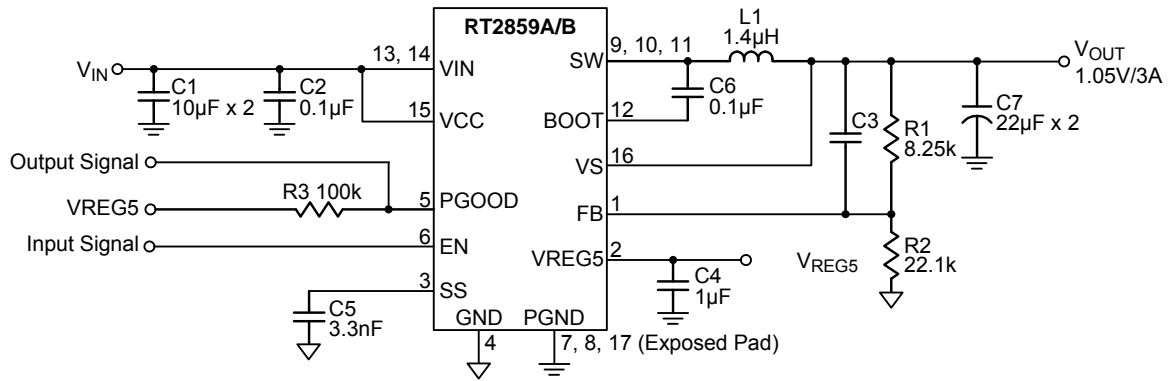 RT2859A/B
VIN
C1
10µF x 2
C2
0.1µF
13, 14
VIN
15
VCC
Output Signal
VREG5
R3 100k
5
PGOOD
Input Signal
6
EN
3
SS
C5
3.3nF
GND
4
PGND
7, 8, 17 (Exposed Pad)
SW
9, 10, 11
L1
1.4µH
C6
0.1µF
BOOT
12
VS
16
FB
1
VREG5
2
C4
1µF
VREG5
C3
R1
8.25k
R2
22.1k
C7
22µF x 2
VOUT
1.05V/3A